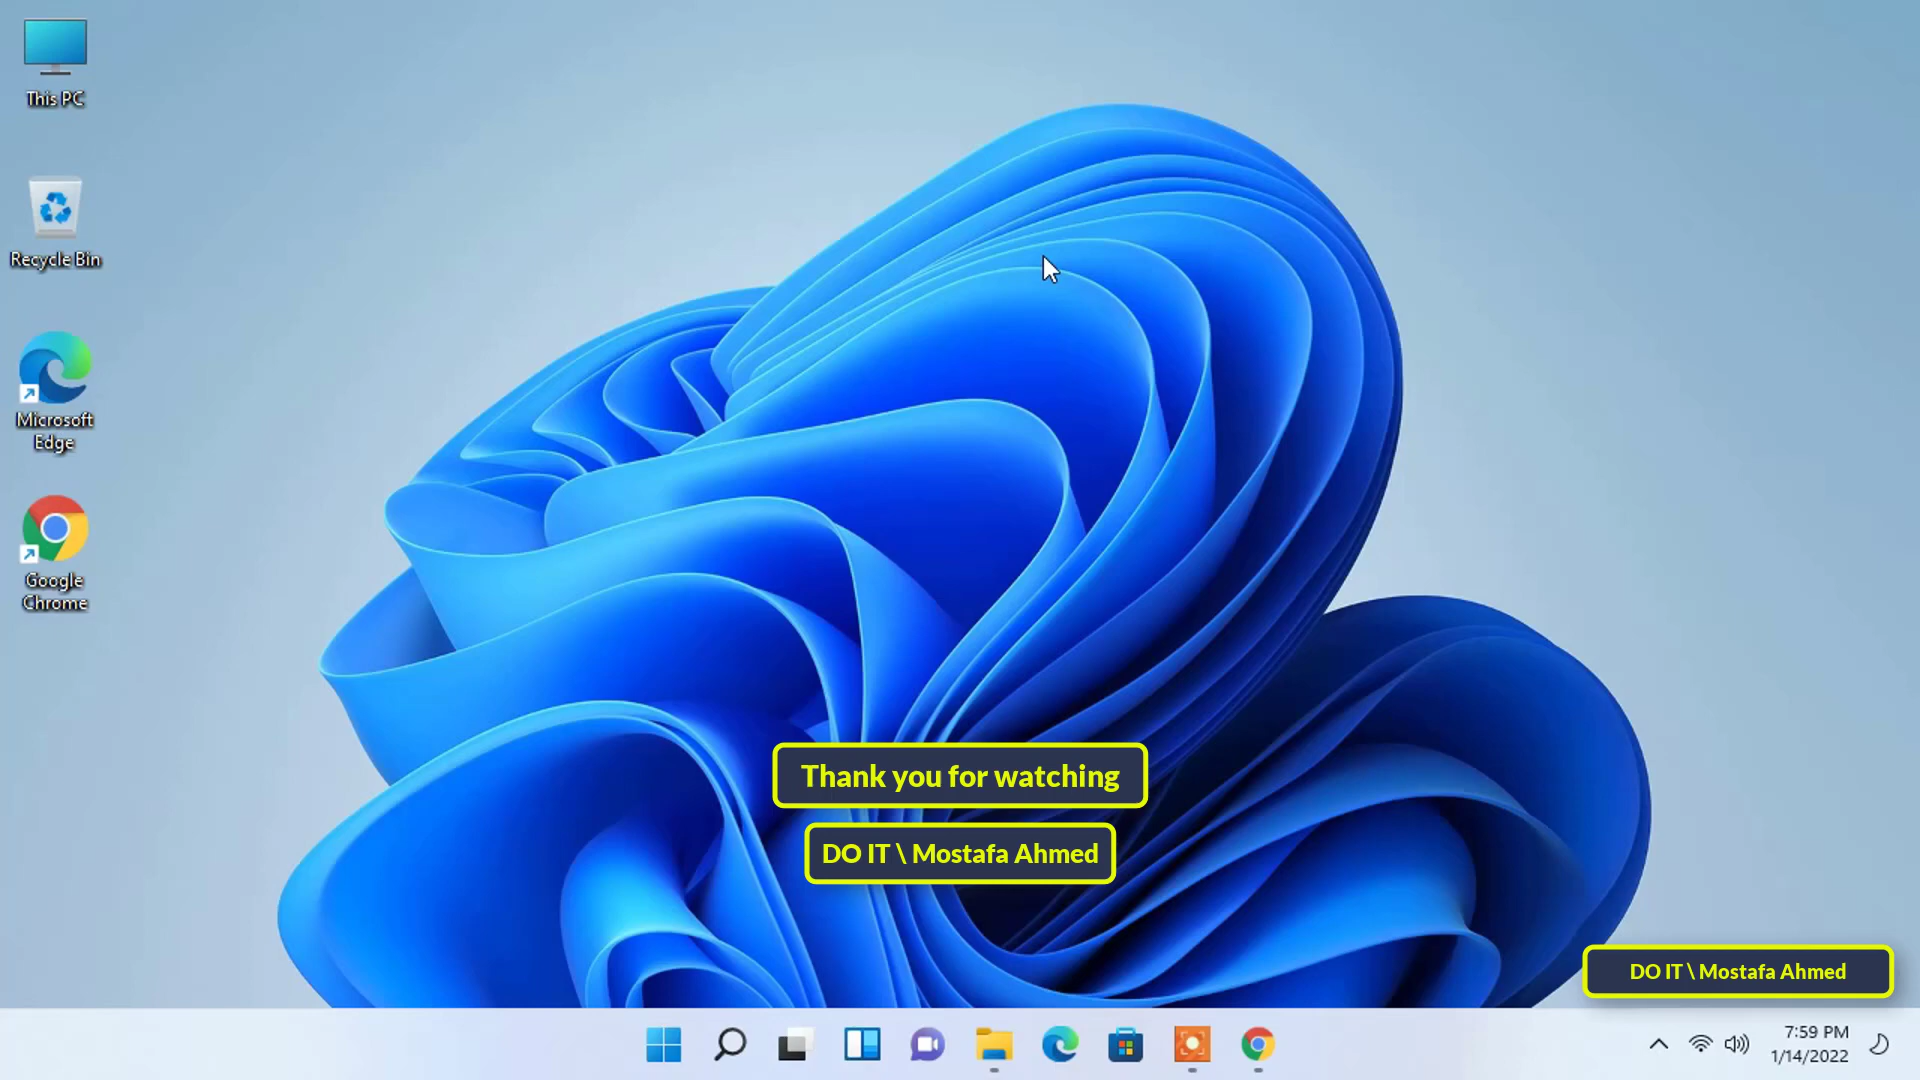 This PC
Recycle Bin
Microsoft
Edge
Google
Chrome
Thank you for watching
DO IT \ Mostafa Ahmed
DO IT \ Mostafa Ahmed
7:59 PM
1/14/2022